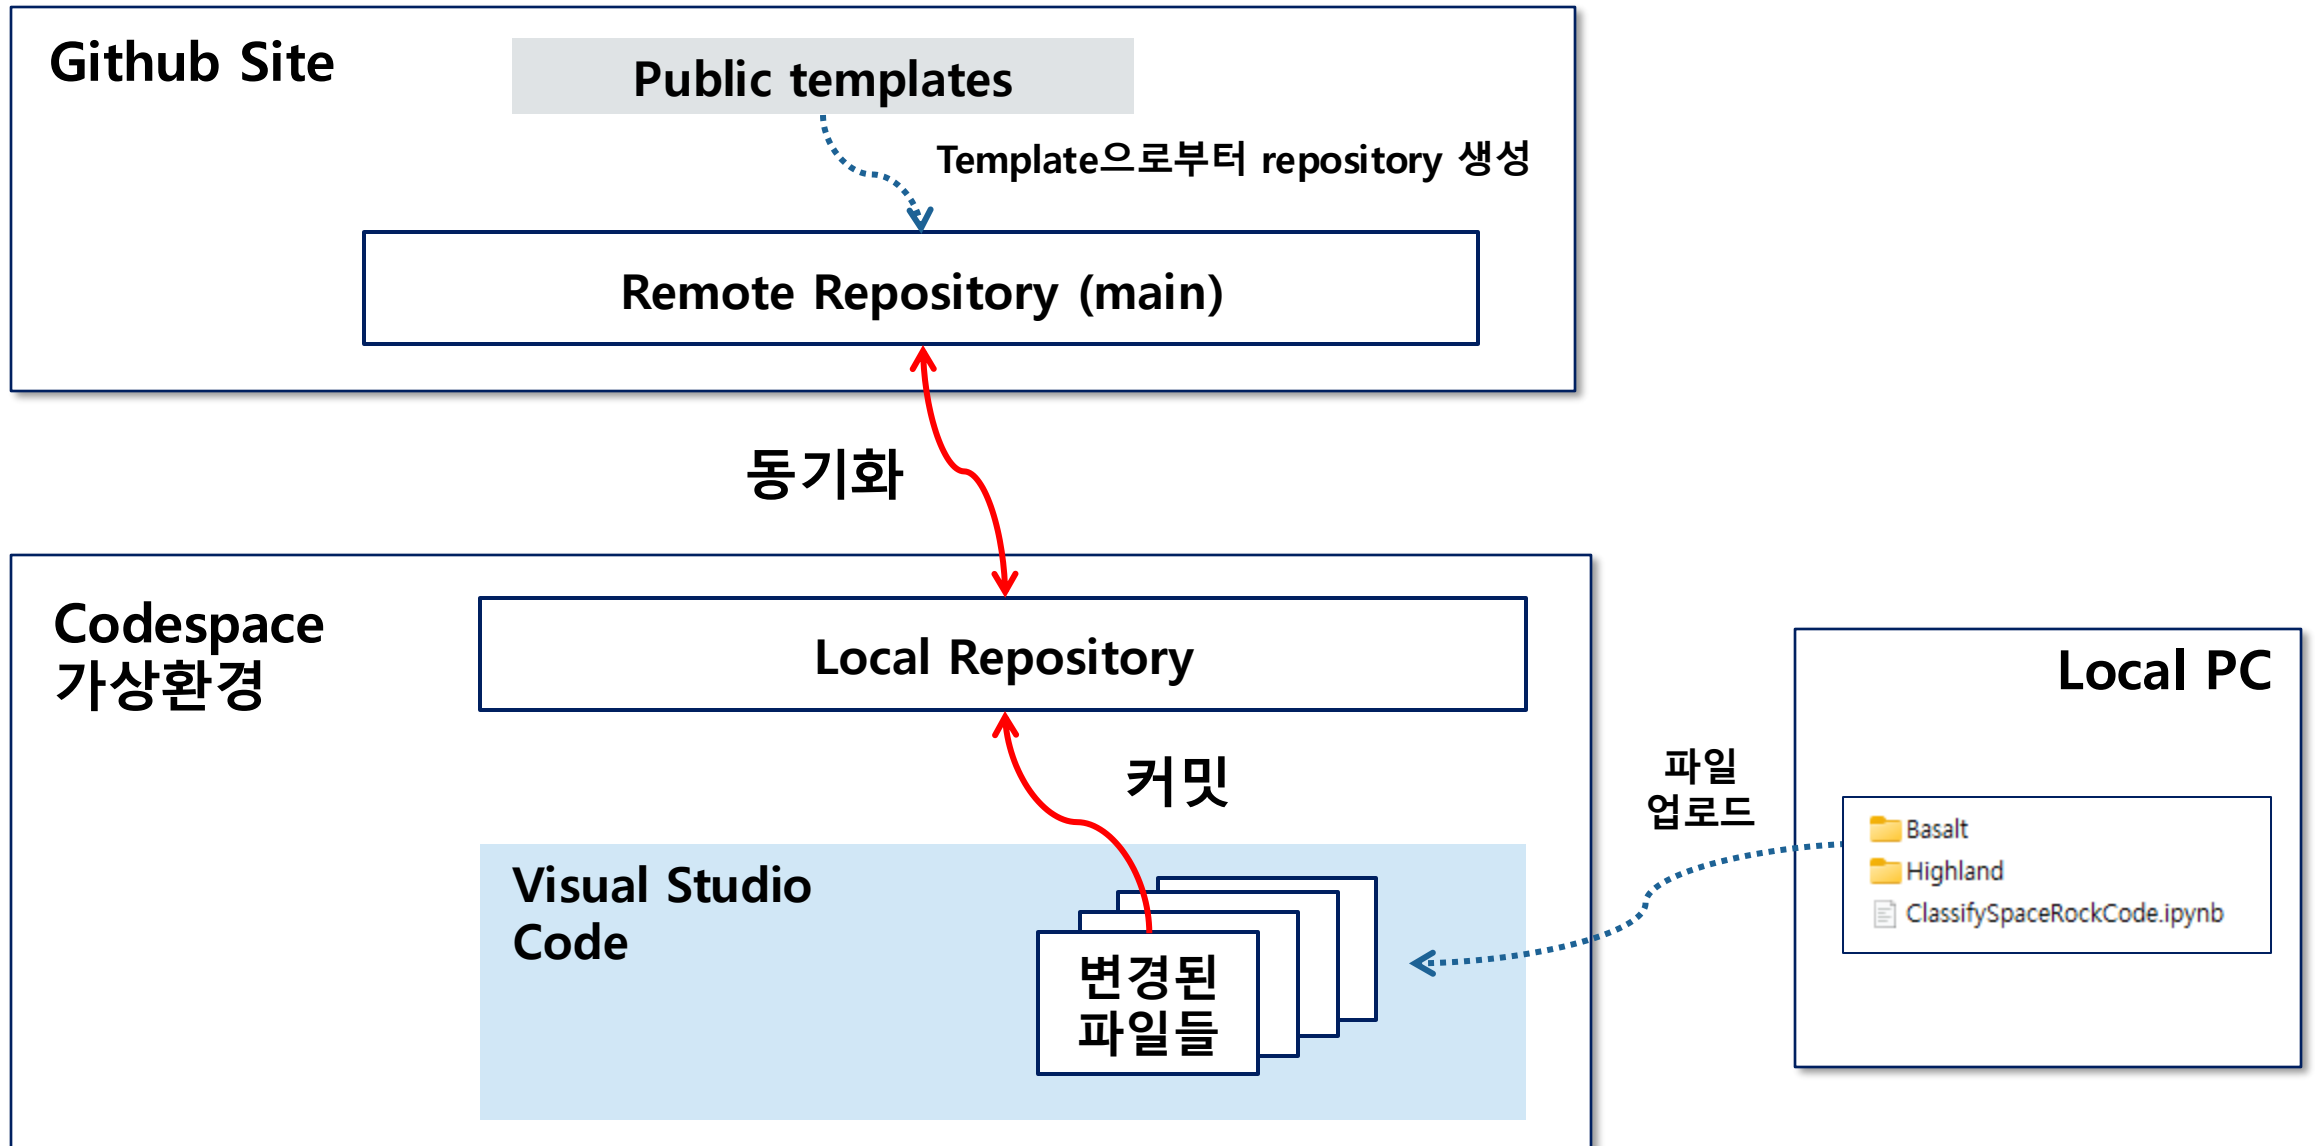 Github Site
Public templates
Template으로부터 repository 생성
Remote Repository (main)
동기화
Codespace
가상환경
Local Repository
Local PC
커밋
파일
업로드
Basalt
Highland
ClassifySpaceRockCode.ipynb
Visual Studio
Code
변경된
파일들